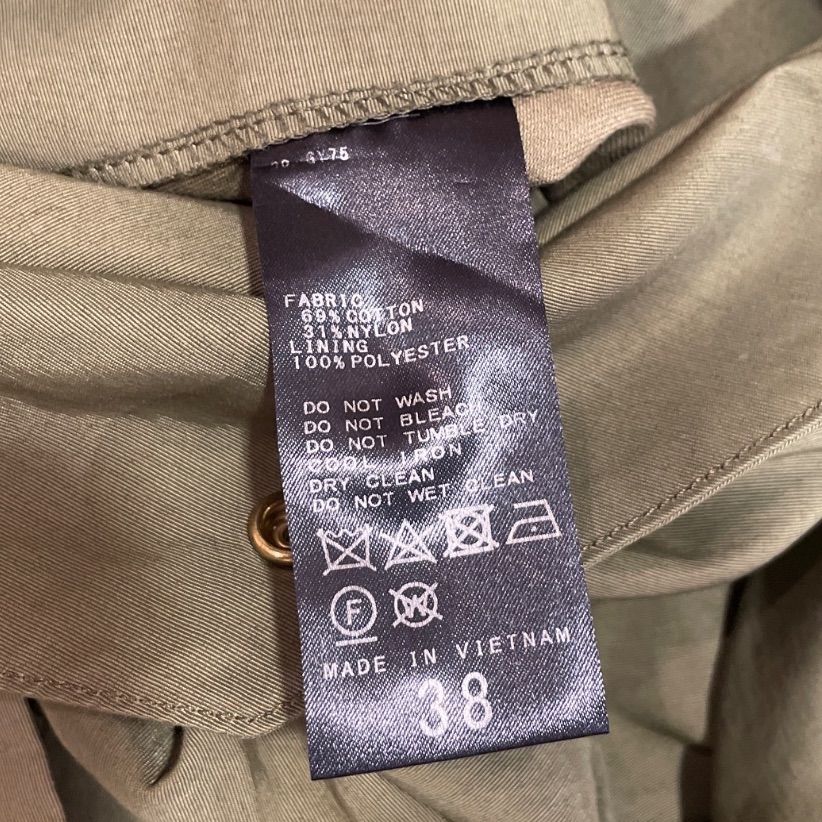 FABRIC
69%COTTON
31%NYLON
LINING
100%POLYESTER
DO NOT WASH
DO NOT BLEACH
DO NOT TUMBLE DRY
COOL IRON
DRY CLEAN
DO NOT WET CLEAN
F W
MADE IN VIETNAM
38